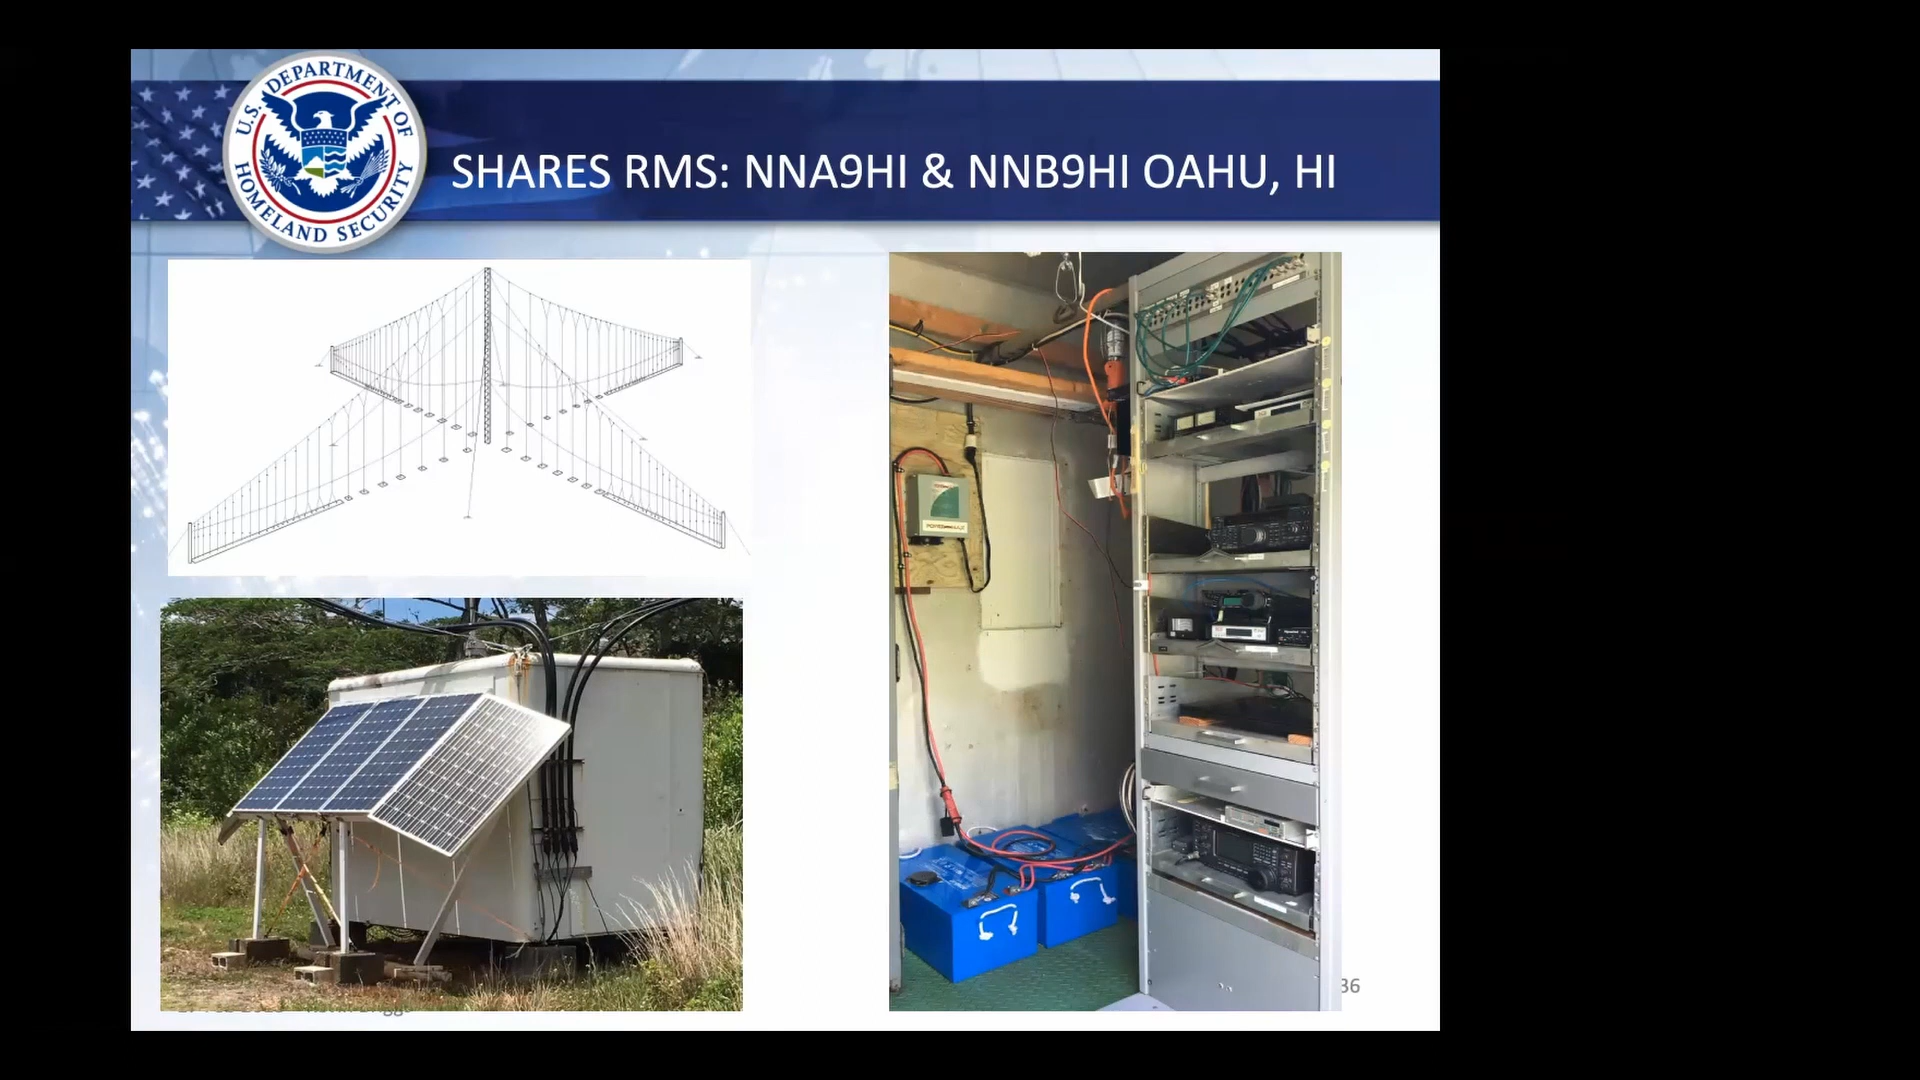 U.S. DEPARTMENT OF HOMELAND SECURITY
SHARES RMS: NNA9HI & NNB9HI OAHU, HI
36